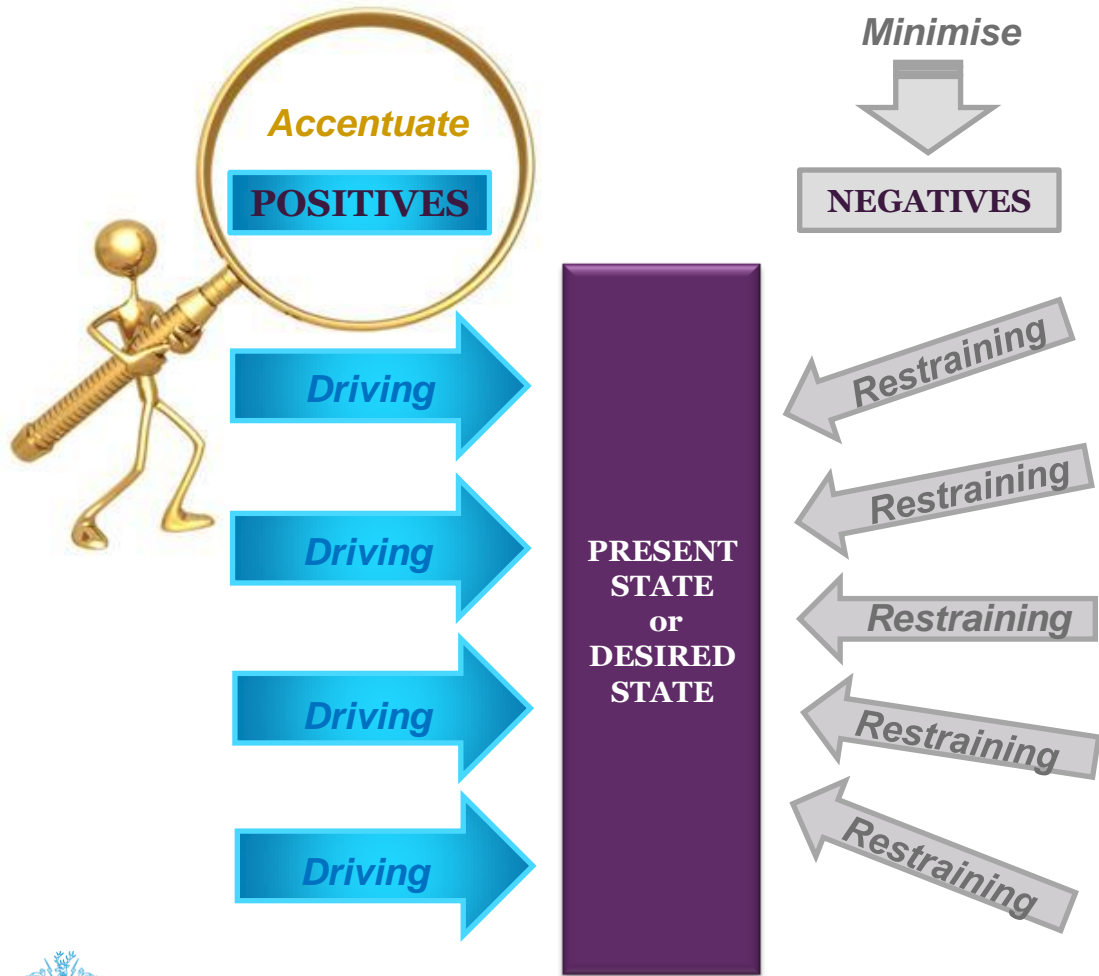 Minimise
Accentuate
POSITIVES
NEGATIVES
Driving
Driving
Driving
Driving
PRESENT
STATE
or
DESIRED
STATE
Restraining
Restraining
Restraining
Restraining
Restraining